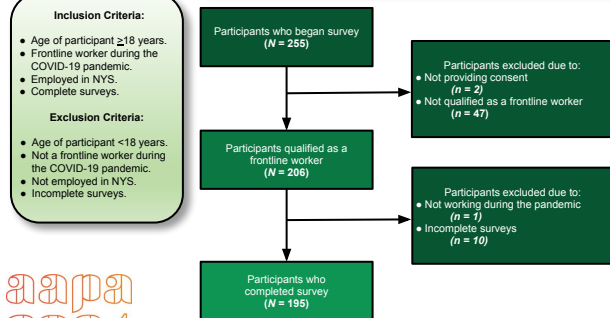 Inclusion Criteria:
● Age of participant ≥18 years.
● Frontline worker during the
COVID-19 pandemic.
● Employed in NYS.
● Complete surveys.
Exclusion Criteria:
● Age of participant <18 years.
● Not a frontline worker during
the COVID-19 pandemic.
● Not employed in NYS.
● Incomplete surveys.
Participants who began survey
(N = 255)
Participants excluded due to:
● Not providing consent
(n = 2)
● Not qualified as a frontline worker
(n = 47)
Participants qualified as a
frontline worker
(N = 206)
Participants excluded due to:
● Not working during the pandemic
(n = 1)
● Incomplete surveys
(n = 10)
Participants who
completed survey
(N = 195)
aapa